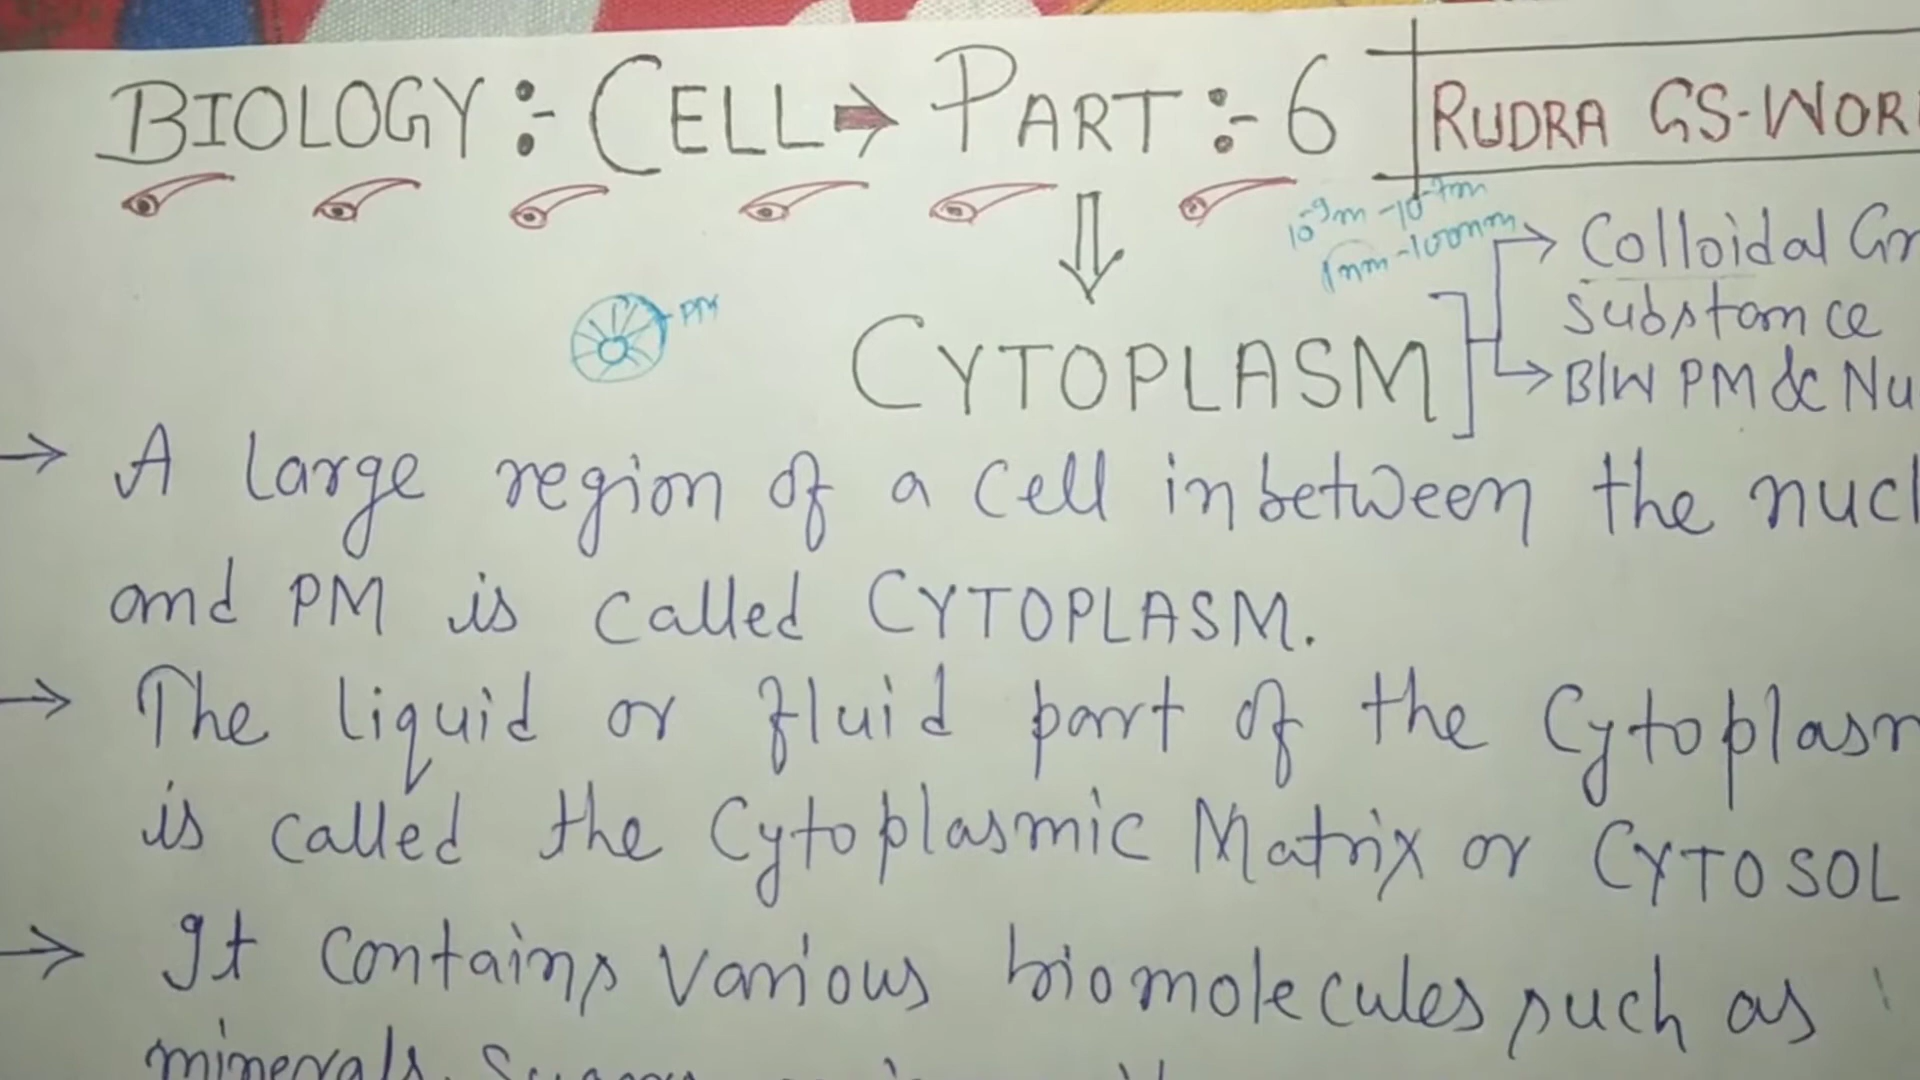 BIOLOGY :- CELL → PART :- 6
RUDRA GS-WOR
10⁻⁹m - 10⁻⁷m
1nm - 100nm
Colloidal Gr
substance
B/W PM & Nu
PM
CYTOPLASM
→ A large region of a cell inbetween the nucl
and PM is called CYTOPLASM.
→ The liquid or fluid part of the Cytoplasm
is called the Cytoplasmic Matrix or CYTOSOL
→ It contains various biomolecules such as
minerals,